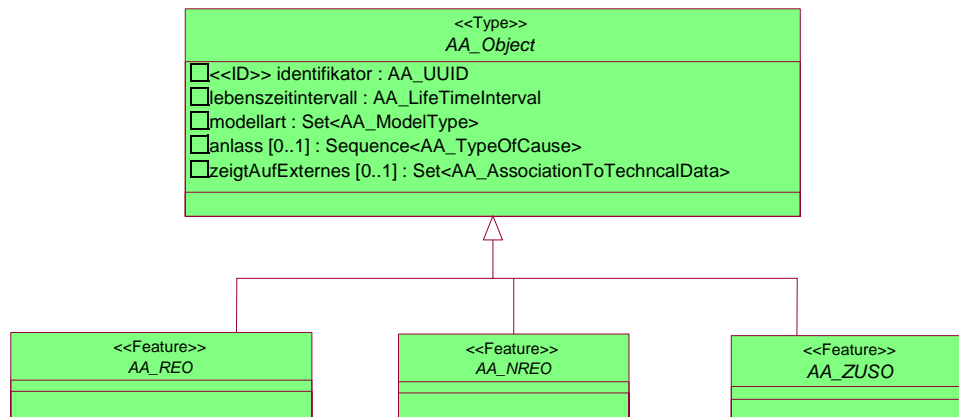 <<Type>>
AA_Object
<<ID>> identifikator : AA_UUID
lebenszeitintervall : AA_LifeTimeInterval
modellart : Set<AA_ModelType>
anlass [0..1] : Sequence<AA_TypeOfCause>
zeigtAufExternes [0..1] : Set<AA_AssociationToTechncalData>
<<Feature>>
AA_REO
<<Feature>>
AA_NREO
<<Feature>>
AA_ZUSO